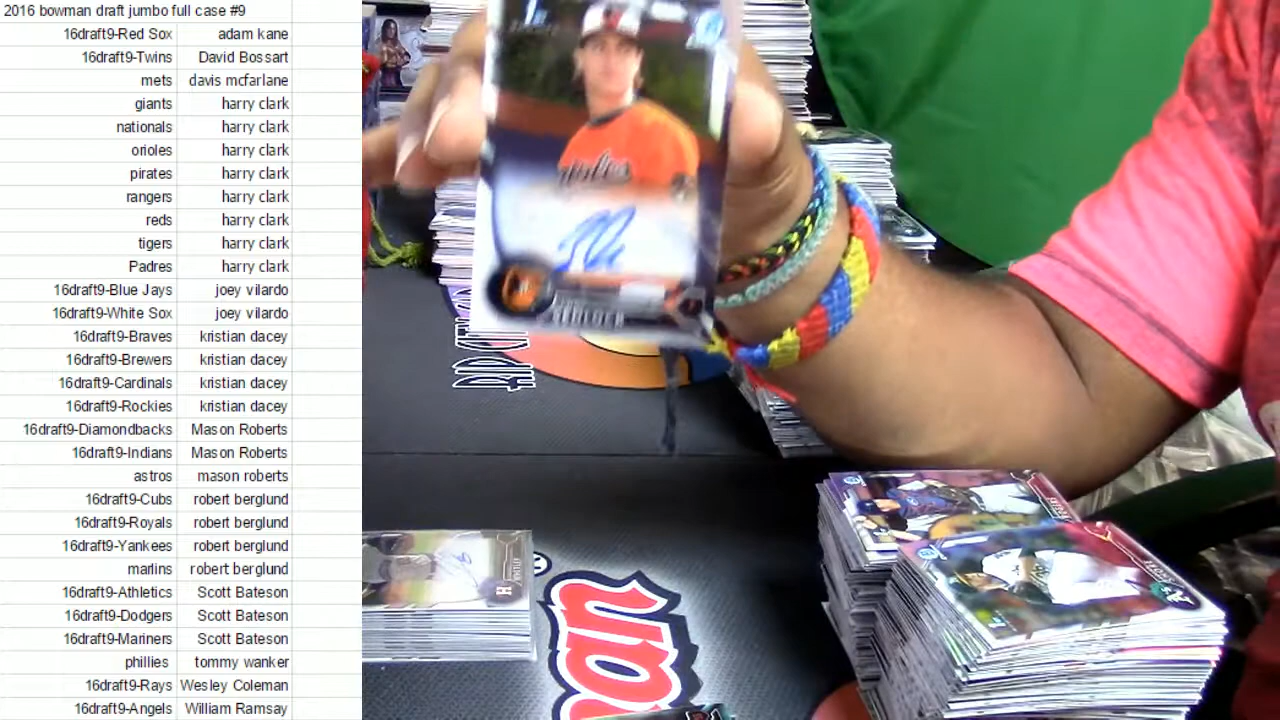 2016 bowman draft jumbo full case #9
16draft9-Red Sox adam kane
16draft9-Twins David Bossart
mets davis mcfarlane
giants harry clark
nationals harry clark
orioles harry clark
pirates harry clark
rangers harry clark
reds harry clark
tigers harry clark
Padres harry clark
16draft9-Blue Jays joey vilardo
16draft9-White Sox joey vilardo
16draft9-Braves kristian dacey
16draft9-Brewers kristian dacey
16draft9-Cardinals kristian dacey
16draft9-Rockies kristian dacey
16draft9-Diamondbacks Mason Roberts
16draft9-Indians Mason Roberts
astros mason roberts
16draft9-Cubs robert berglund
16draft9-Royals robert berglund
16draft9-Yankees robert berglund
marlins robert berglund
16draft9-Athletics Scott Bateson
16draft9-Dodgers Scott Bateson
16draft9-Mariners Scott Bateson
phillies tommy wanker
16draft9-Rays Wesley Coleman
16draft9-Angels William Ramsay
RIP CITY
A's
H